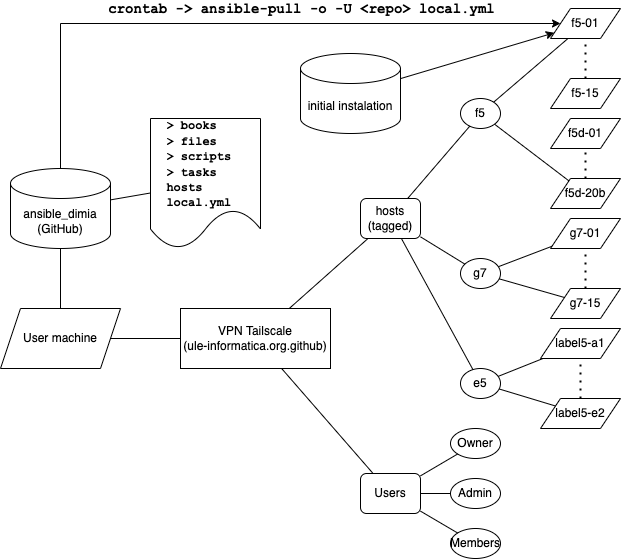 crontab -> ansible-pull -o -U <repo> local.yml
f5-01
initial instalation
f5-15
f5
> books
> files
> scripts
> tasks
hosts
local.yml
f5d-01
ansible_dimia
(GitHub)
f5d-20b
hosts
(tagged)
g7-01
g7
g7-15
User machine
VPN Tailscale
(ule-informatica.org.github)
label5-a1
e5
label5-e2
Owner
Users
Admin
Members